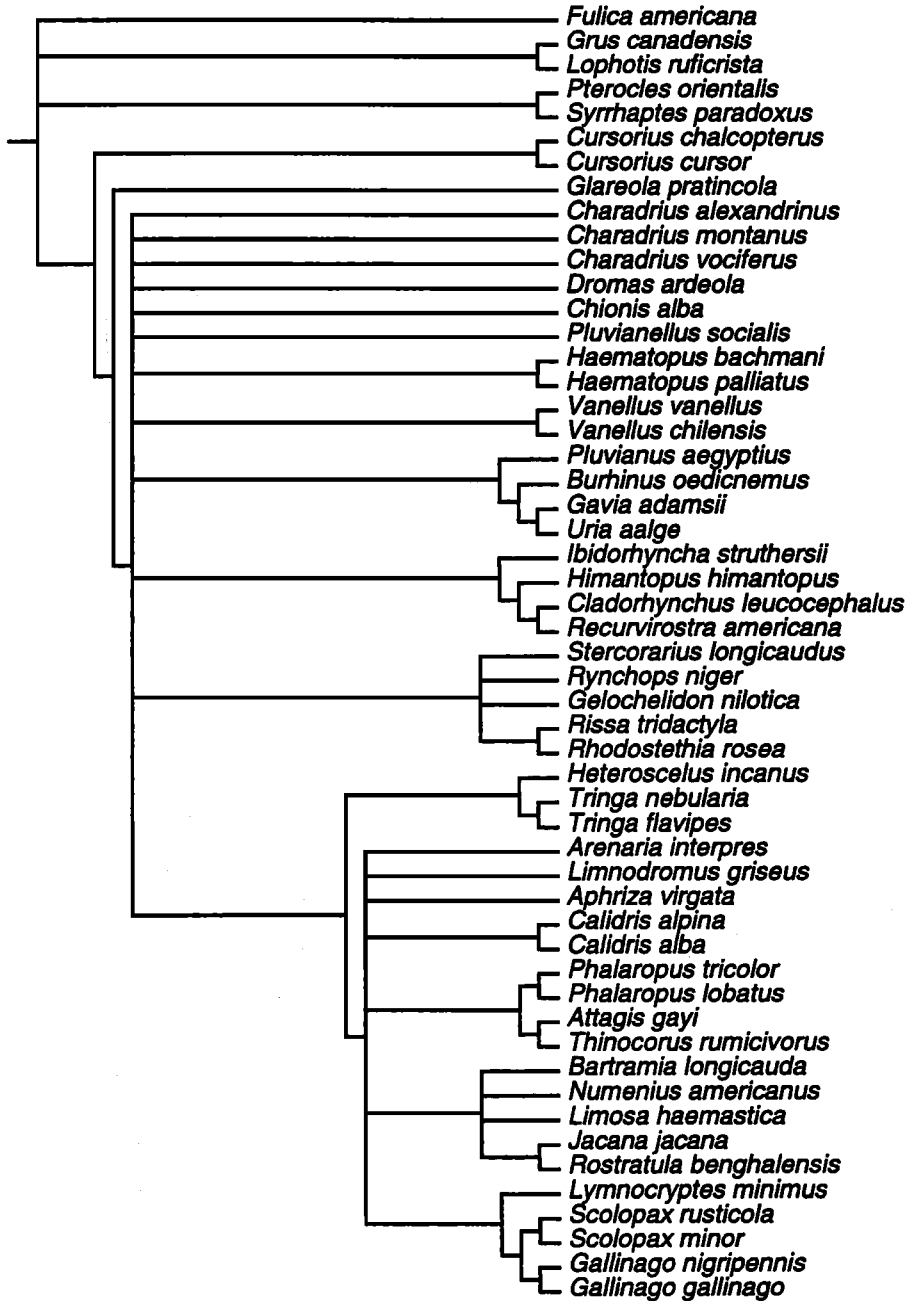 Fulica americana
Grus canadensis
Lophotis ruficrista
Pterocles orientalis
Syrrhaptes paradoxus
Cursorius chalcopterus
Cursorius cursor
Glareola pratincola
Charadrius alexandrinus
Charadrius montanus
Charadrius vociferus
Dromas ardeola
Chionis alba
Pluvianellus socialis
Haematopus bachmani
Haematopus palliatus
Vanellus vanellus
Vanellus chilensis
Pluvianus aegyptius
Burhinus oedicnemus
Gavia adamsii
Uria aalge
Ibidorhyncha struthersii
Himantopus himantopus
Cladorhynchus leucocephalus
Recurvirostra americana
Stercorarius longicaudus
Rynchops niger
Gelochelidon nilotica
Rissa tridactyla
Rhodostethia rosea
Heteroscelus incanus
Tringa nebularia
Tringa flavipes
Arenaria interpres
Limnodromus griseus
Aphriza virgata
Calidris alpina
Calidris alba
Phalaropus tricolor
Phalaropus lobatus
Attagis gayi
Thinocorus rumicivorus
Bartramia longicauda
Numenius americanus
Limosa haemastica
Jacana jacana
Rostratula benghalensis
Lymnocryptes minimus
Scolopax rusticola
Scolopax minor
Gallinago nigripennis
Gallinago gallinago